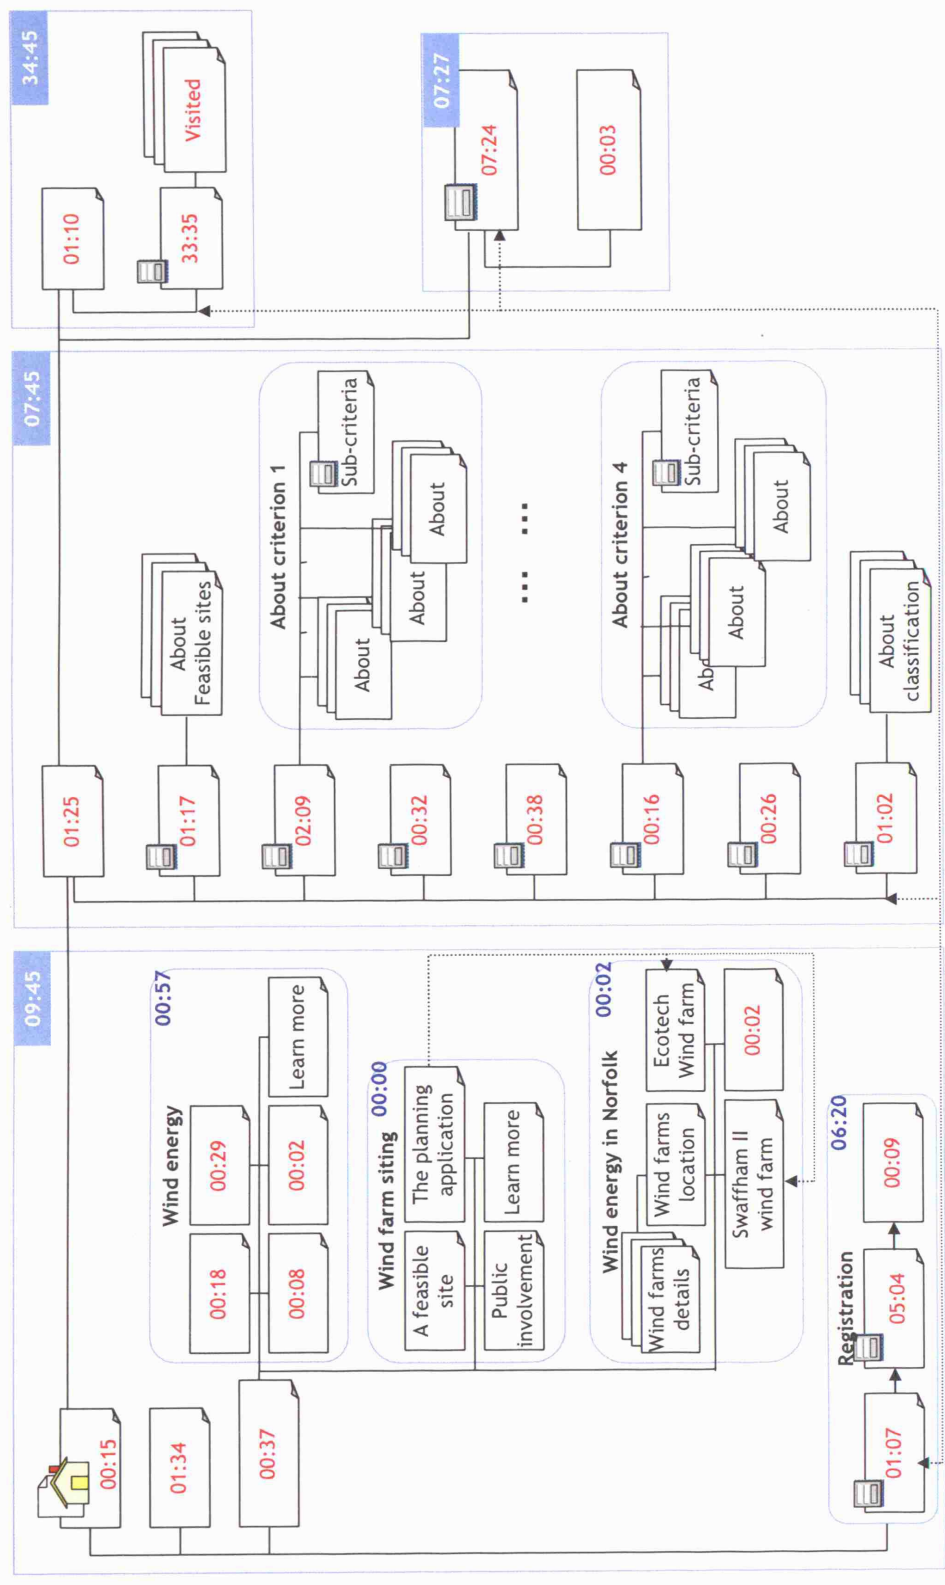 09:45
00:15
01:34
00:37
Wind energy
00:57
00:18
00:29
00:08
00:02
Learn more
Wind farm siting
00:00
A feasible
site
The planning
application
Public
involvement
Learn more
Wind energy in Norfolk
00:02
Wind farms
details
Wind farms
location
Ecotech
Wind farm
Swaffham II
wind farm
00:02
Registration
06:20
01:07
05:04
00:09
07:45
01:25
01:17
About
Feasible sites
02:09
About criterion 1
About
About
About
Sub-criteria
00:32
00:38
... ...
00:16
About criterion 4
Ab
About
About
Sub-criteria
00:26
01:02
About
classification
34:45
01:10
33:35
Visited
07:27
07:24
00:03